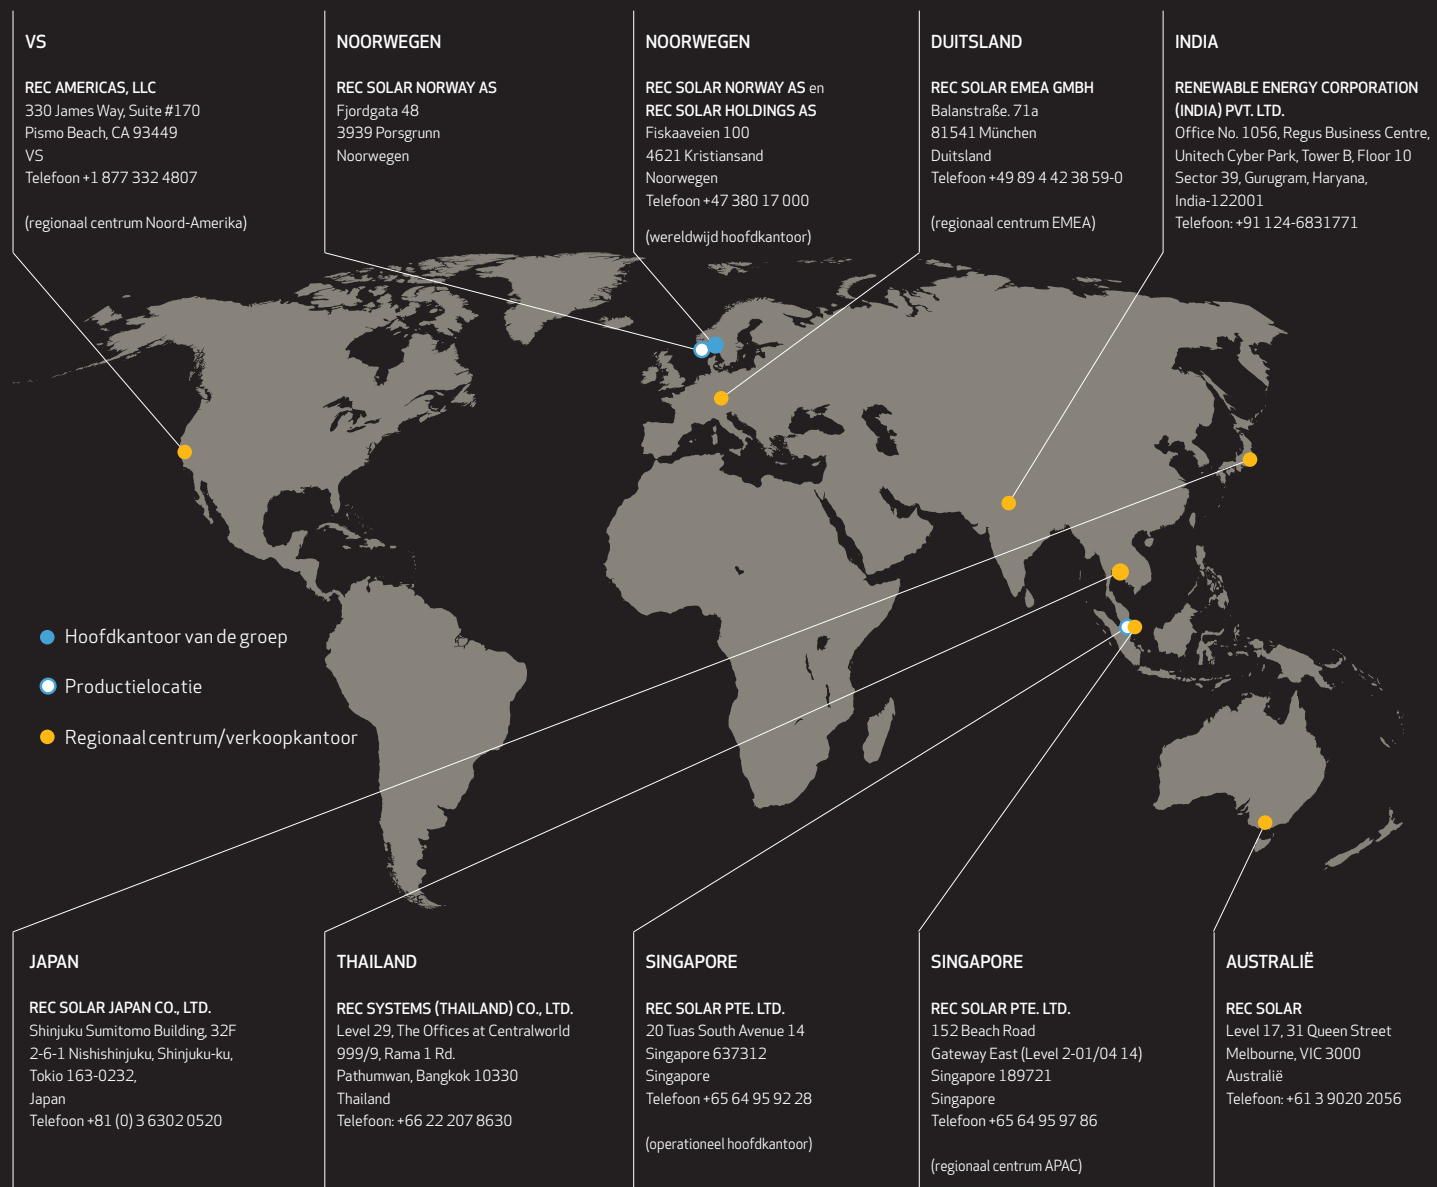 VS
REC AMERICAS, LLC
330 James Way, Suite #170
Pismo Beach, CA 93449
VS
Telefoon +1 877 332 4807
(regionaal centrum Noord-Amerika)
NOORWEGEN
REC SOLAR NORWAY AS
Fjordgata 48
3939 Porsgrunn
Noorwegen
NOORWEGEN
REC SOLAR NORWAY AS en
REC SOLAR HOLDINGS AS
Fiskaaveien 100
4621 Kristiansand
Noorwegen
Telefoon +47 380 17 000
(wereldwijd hoofdkantoor)
DUITSLAND
REC SOLAR EMEA GMBH
Balanstraße. 71a
81541 München
Duitsland
Telefoon +49 89 4 42 38 59-0
(regionaal centrum EMEA)
INDIA
RENEWABLE ENERGY CORPORATION
(INDIA) PVT. LTD.
Office No. 1056, Regus Business Centre,
Unitech Cyber Park, Tower B, Floor 10
Sector 39, Gurugram, Haryana,
India-122001
Telefoon: +91 124-6831771
Hoofdkantoor van de groep
Productielocatie
Regionaal centrum/verkoopkantoor
JAPAN
REC SOLAR JAPAN CO., LTD.
Shinjuku Sumitomo Building, 32F
2-6-1 Nishishinjuku, Shinjuku-ku,
Tokio 163-0232,
Japan
Telefoon +81 (0) 3 6302 0520
THAILAND
REC SYSTEMS (THAILAND) CO., LTD.
Level 29, The Offices at Centralworld
999/9, Rama 1 Rd.
Pathumwan, Bangkok 10330
Thailand
Telefoon: +66 22 207 8630
SINGAPORE
REC SOLAR PTE. LTD.
20 Tuas South Avenue 14
Singapore 637312
Singapore
Telefoon +65 64 95 92 28
(operationeel hoofdkantoor)
SINGAPORE
REC SOLAR PTE. LTD.
152 Beach Road
Gateway East (Level 2-01/04 14)
Singapore 189721
Singapore
Telefoon +65 64 95 97 86
(regionaal centrum APAC)
AUSTRALIË
REC SOLAR
Level 17, 31 Queen Street
Melbourne, VIC 3000
Australië
Telefoon: +61 3 9020 2056